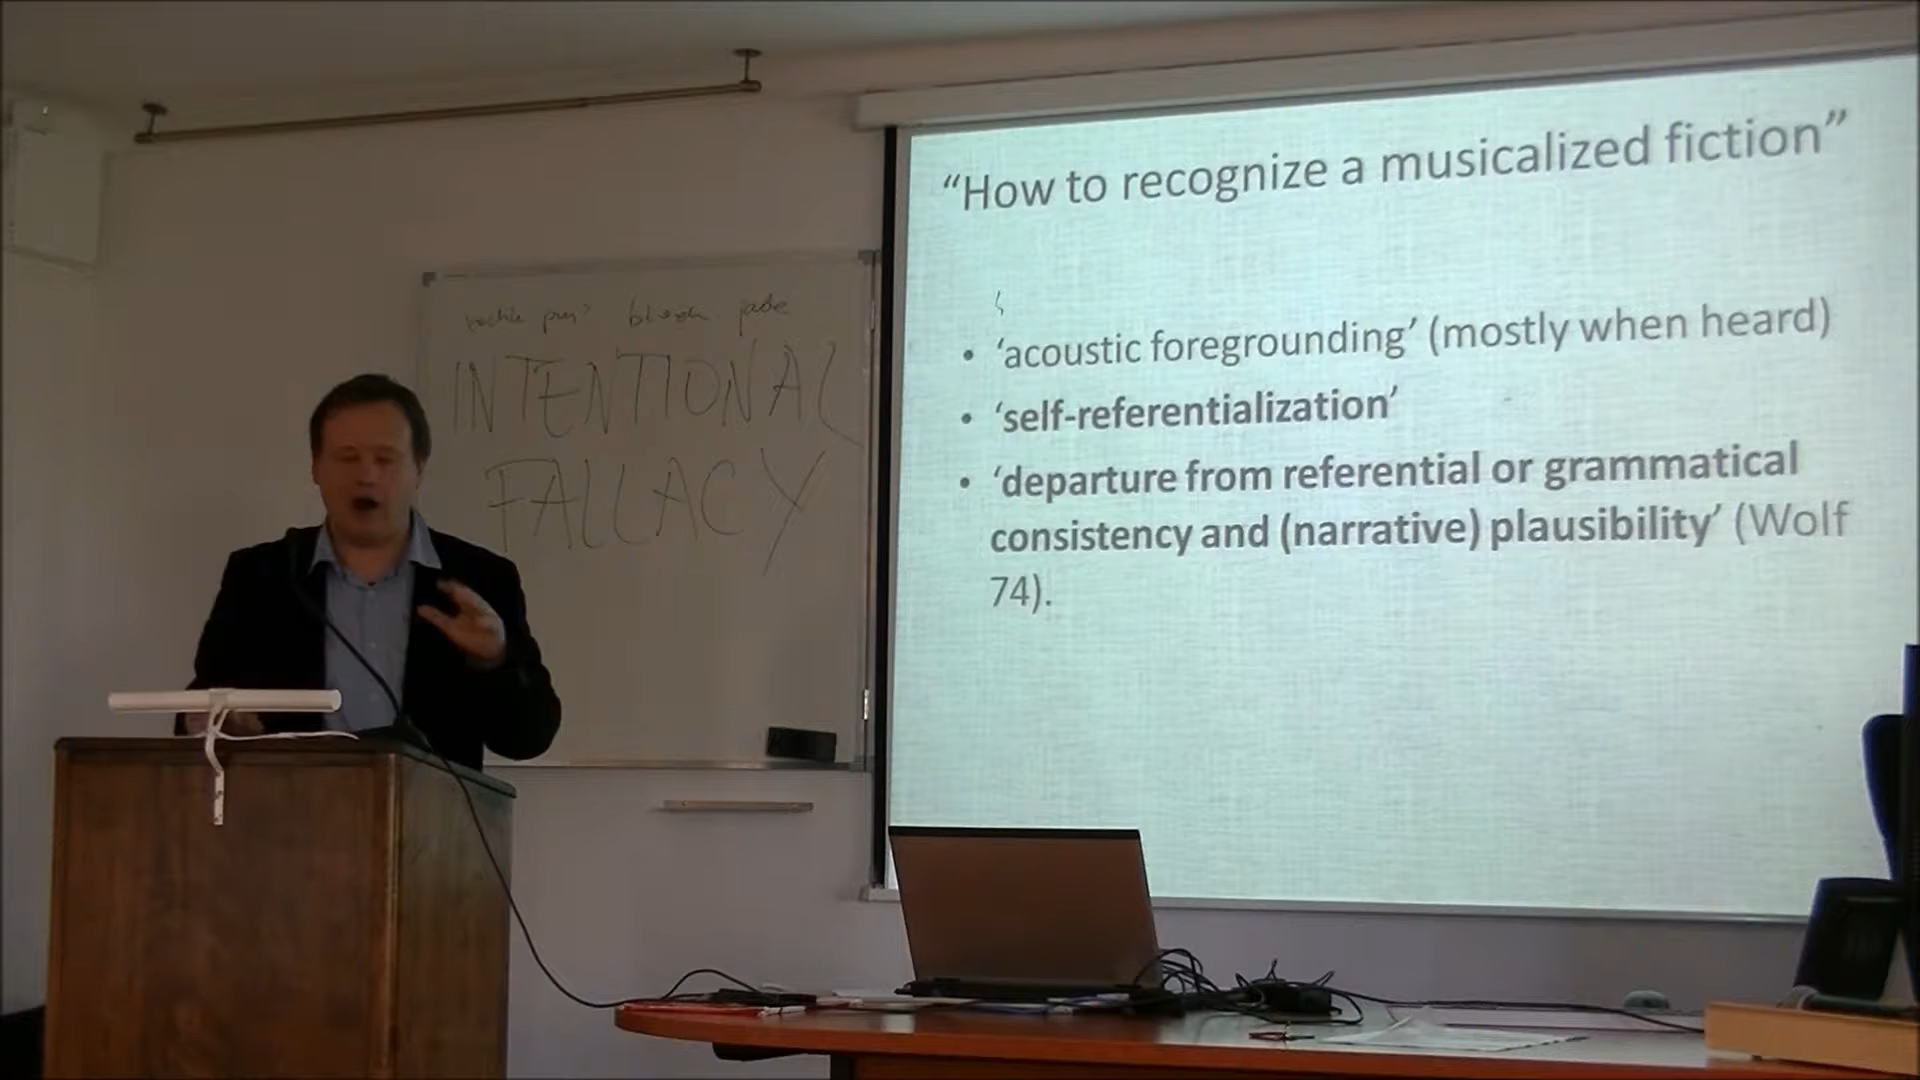 INTENTIONAL
FALLACY
“How to recognize a musicalized fiction”
• ‘acoustic foregrounding’ (mostly when heard)
• ‘self-referentialization’
• ‘departure from referential or grammatical
consistency and (narrative) plausibility’ (Wolf
74).